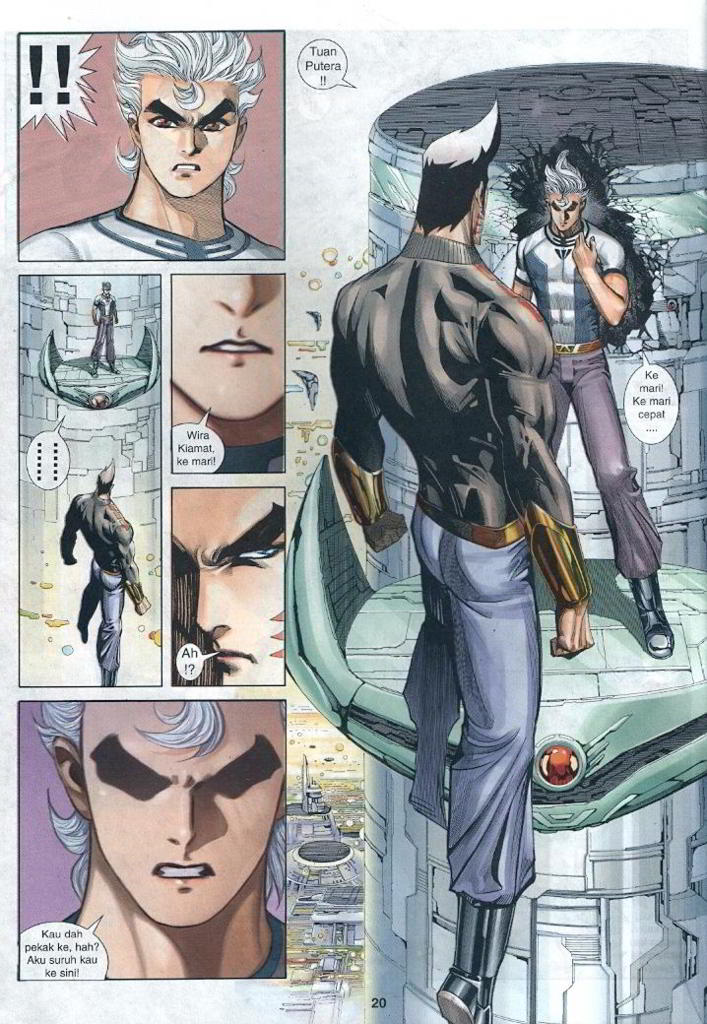 !!
Tuan
Putera
!!
Ke
mari!
Ke mari
cepat
....
Wira
Kiamat,
ke mari!
Ah
!?
Kau dah
pekak ke, hah?
Aku suruh kau
ke sini!
20